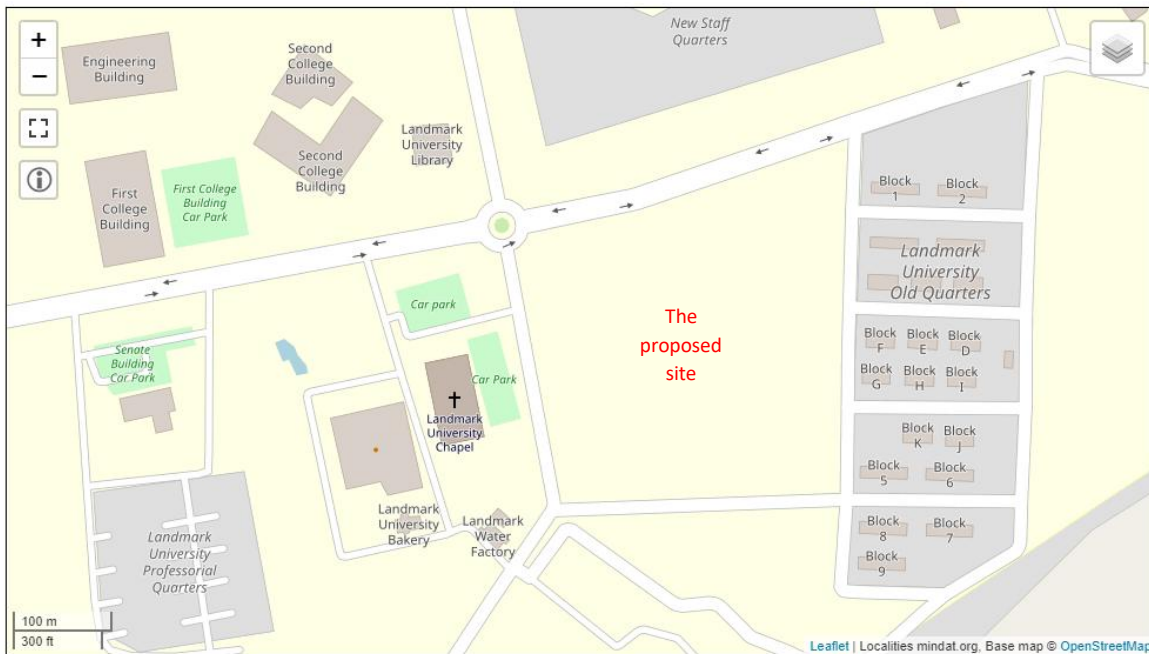 +
−
Engineering
Building
Second
College
Building
New Staff
Quarters
Landmark
University
Library
Second
College
Building
First
College
Building
First College
Building
Car Park
Block
1
Block
2
Landmark
University
Old Quarters
Car park
The
proposed
site
Senate
Building
Car Park
Block
F
Block
E
Block
D
Block
G
Block
H
Block
I
Car Park
Landmark
University
Chapel
Block
K
Block
J
Block
5
Block
6
Landmark
University
Bakery
Landmark
Water
Factory
Block
8
Block
7
Block
9
Landmark
University
Professorial
Quarters
100 m
300 ft
Leaflet | Localities mindat.org, Base map © OpenStreetMap